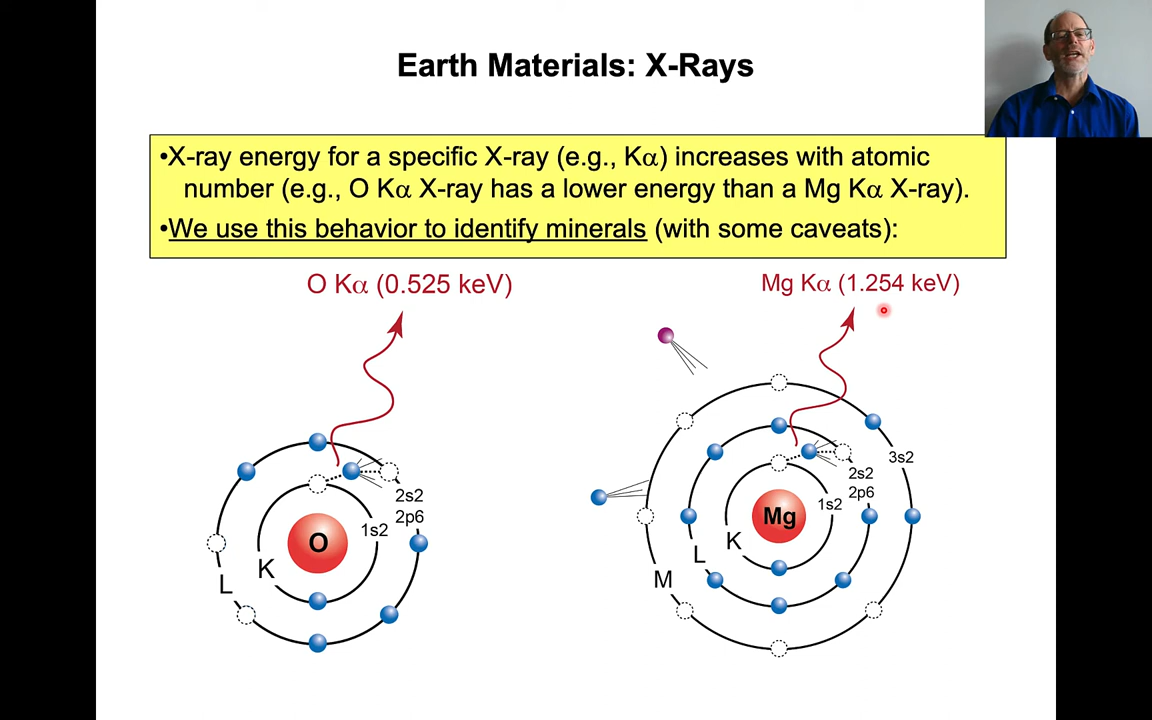 Earth Materials: X-Rays
•X-ray energy for a specific X-ray (e.g., Kα) increases with atomic
number (e.g., O Kα X-ray has a lower energy than a Mg Kα X-ray).
•We use this behavior to identify minerals (with some caveats):
O Kα (0.525 keV)
Mg Kα (1.254 keV)
2s2
2p6
1s2
O
K
L
3s2
2s2
2p6
1s2
Mg
K
L
M